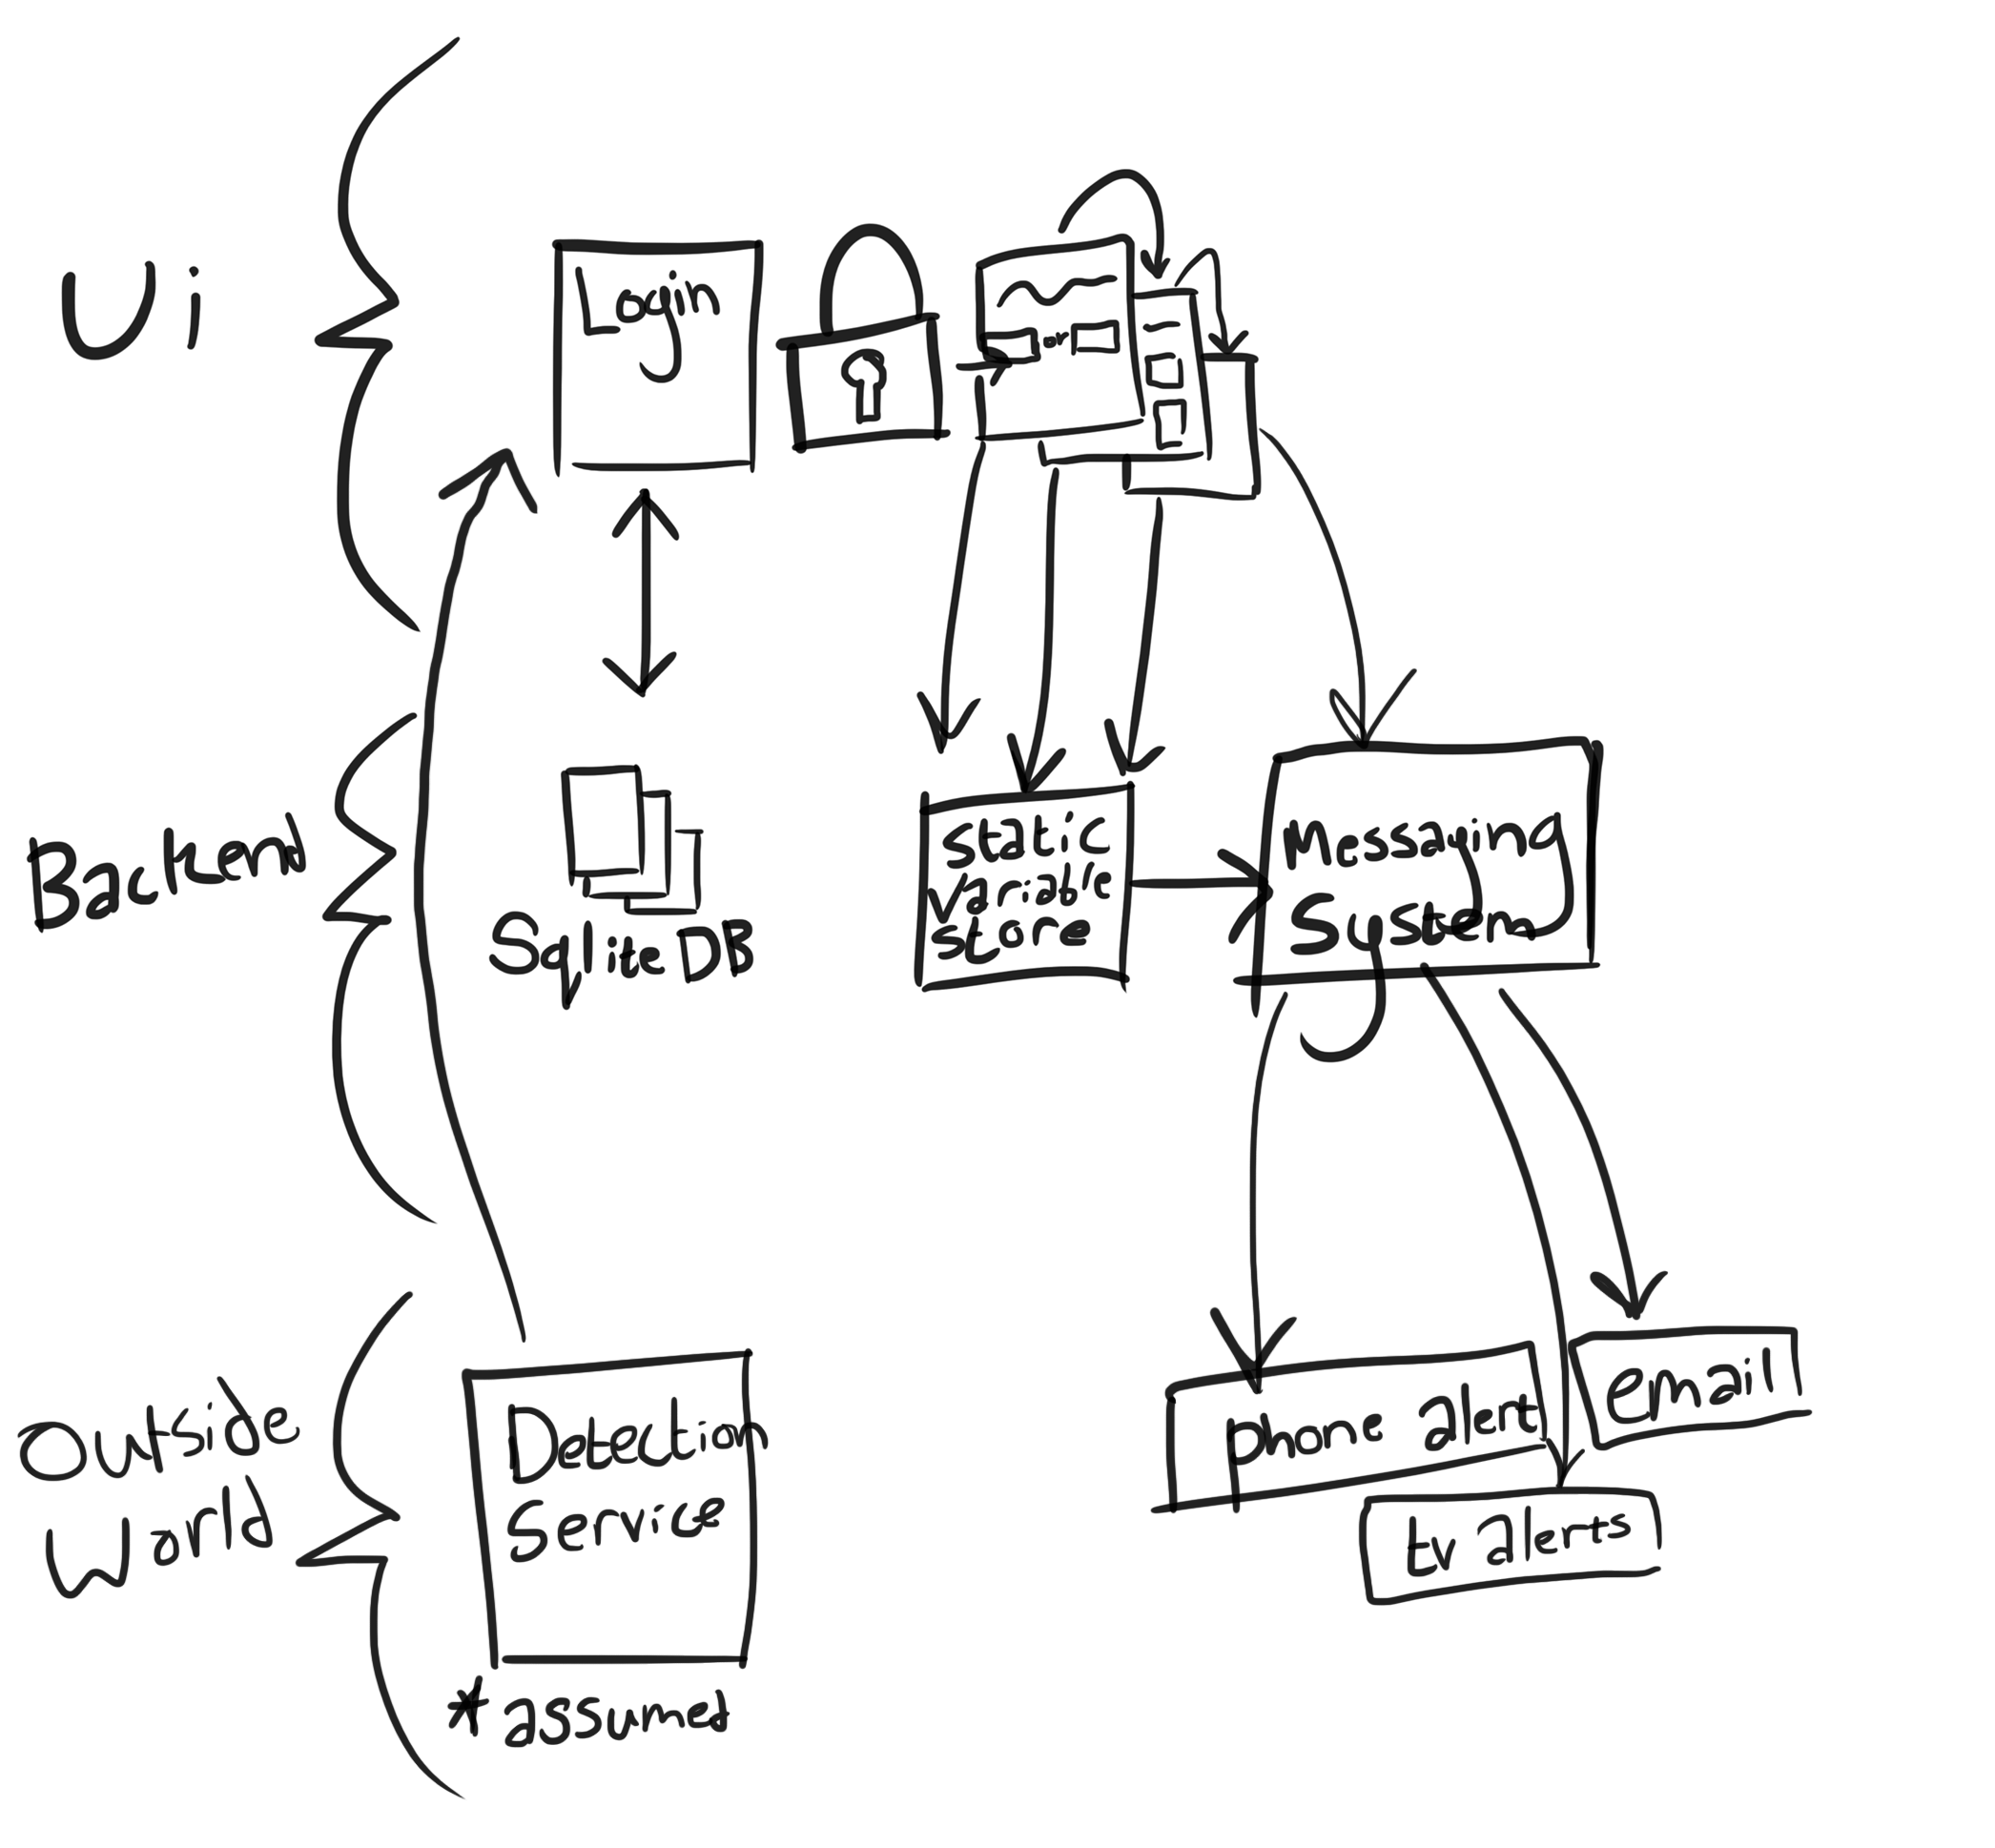 Ui
Login
or
Backend
Sqlite DB
static
variable
store
Messaging
System
Outside
World
Detection
Service
* assumed
phone alert
email
tv alerts